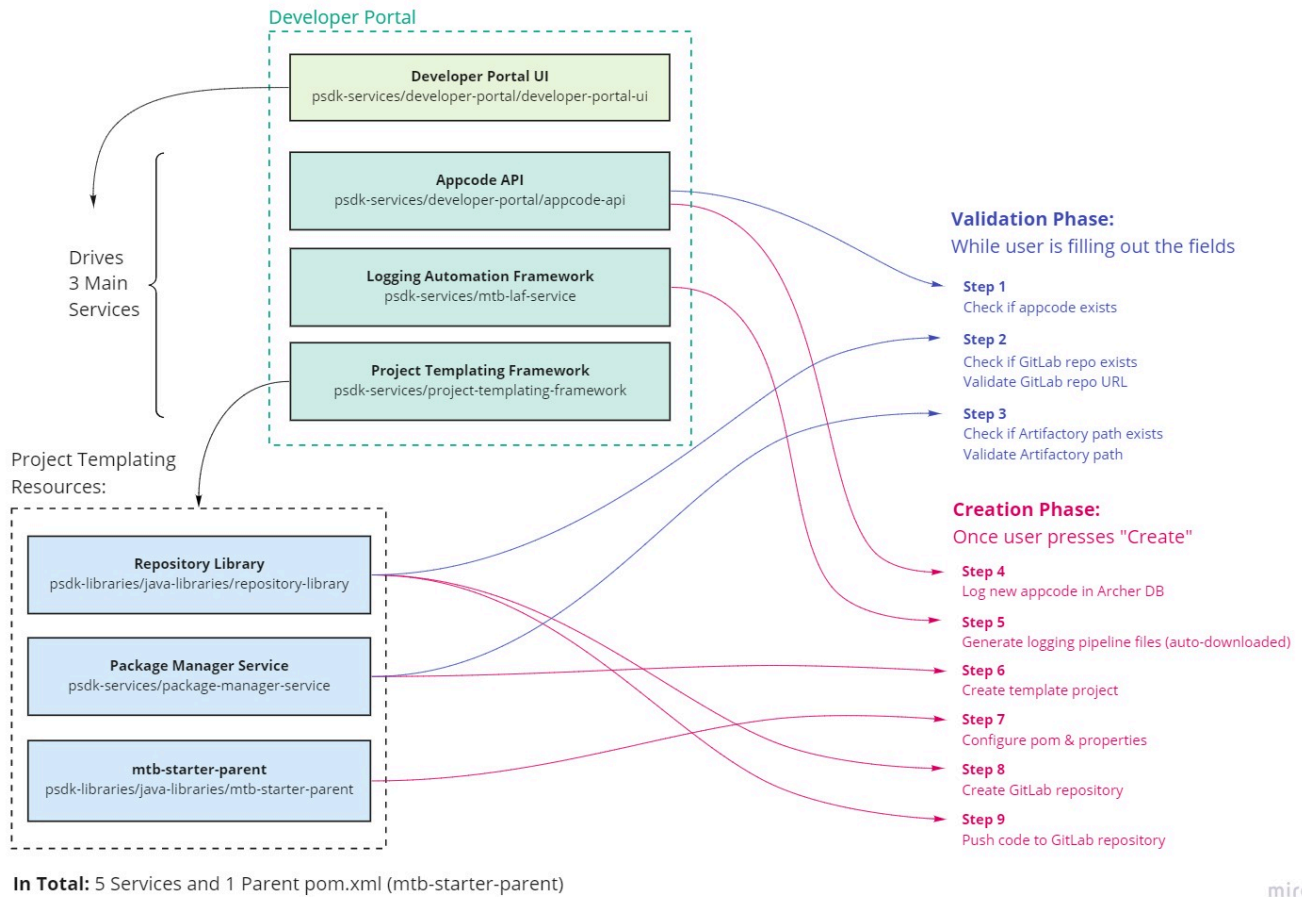 Developer Portal
Developer Portal UI
psdk-services/developer-portal/developer-portal-ui
Appcode API
psdk-services/developer-portal/appcode-api
Logging Automation Framework
psdk-services/mtb-laf-service
Project Templating Framework
psdk-services/project-templating-framework
Drives
3 Main
Services
Project Templating
Resources:
Repository Library
psdk-libraries/java-libraries/repository-library
Package Manager Service
psdk-services/package-manager-service
mtb-starter-parent
psdk-libraries/java-libraries/mtb-starter-parent
Validation Phase:
While user is filling out the fields
Step 1
Check if appcode exists
Step 2
Check if GitLab repo exists
Validate GitLab repo URL
Step 3
Check if Artifactory path exists
Validate Artifactory path
Creation Phase:
Once user presses "Create"
Step 4
Log new appcode in Archer DB
Step 5
Generate logging pipeline files (auto-downloaded)
Step 6
Create template project
Step 7
Configure pom & properties
Step 8
Create GitLab repository
Step 9
Push code to GitLab repository
In Total: 5 Services and 1 Parent pom.xml (mtb-starter-parent)